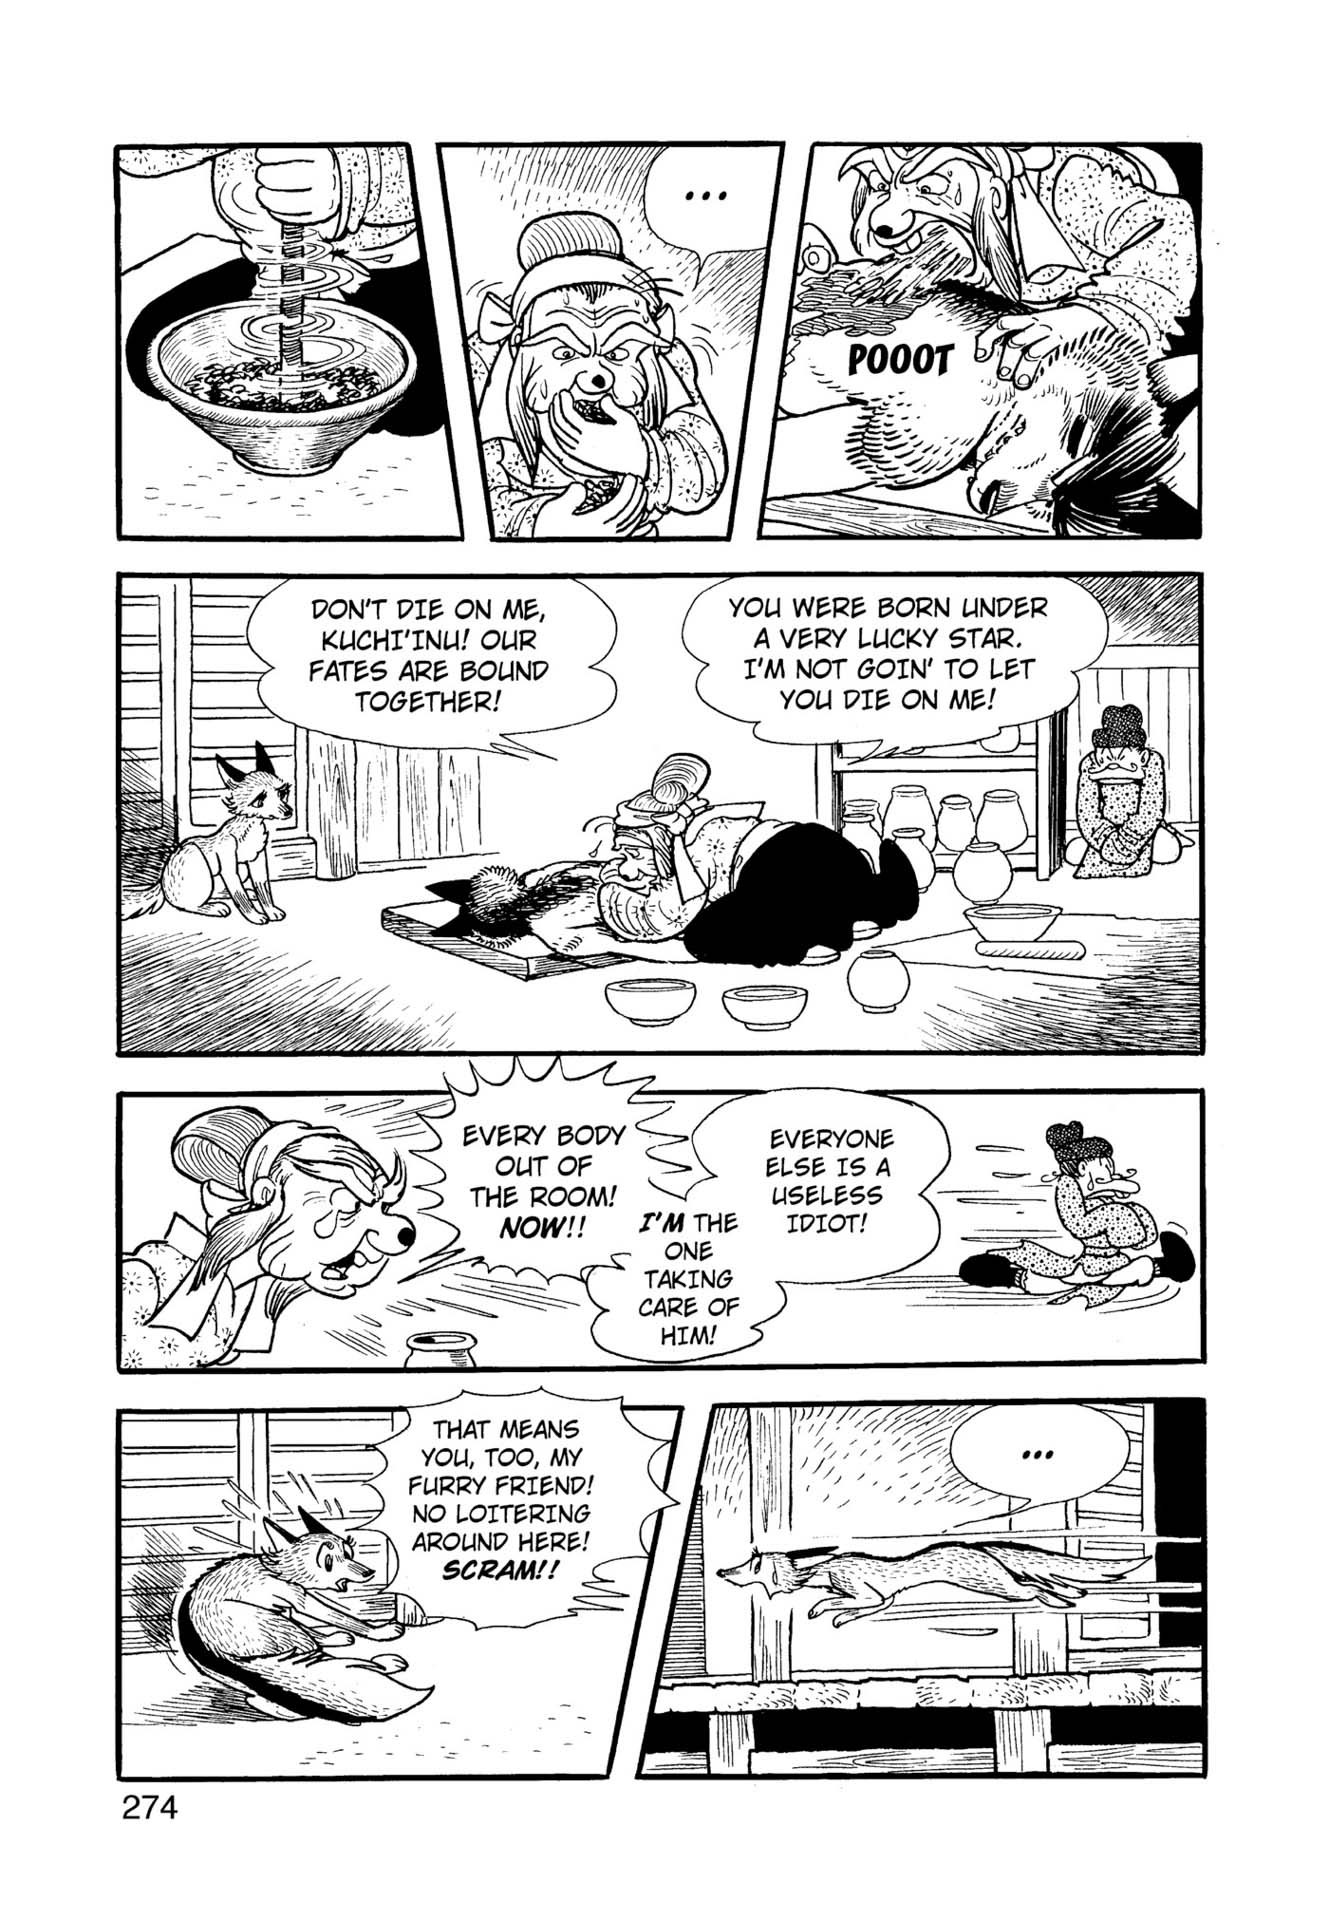 ...
POOOT
DON'T DIE ON ME,
KUCHI'INU! OUR
FATES ARE BOUND
TOGETHER!
YOU WERE BORN UNDER
A VERY LUCKY STAR.
I'M NOT GOIN' TO LET
YOU DIE ON ME!
EVERY BODY
OUT OF
THE ROOM!
NOW!!
I'M THE
ONE
TAKING
CARE OF
HIM!
EVERYONE
ELSE IS A
USELESS
IDIOT!
THAT MEANS
YOU, TOO, MY
FURRY FRIEND!
NO LOITERING
AROUND HERE!
SCRAM!!
...
274